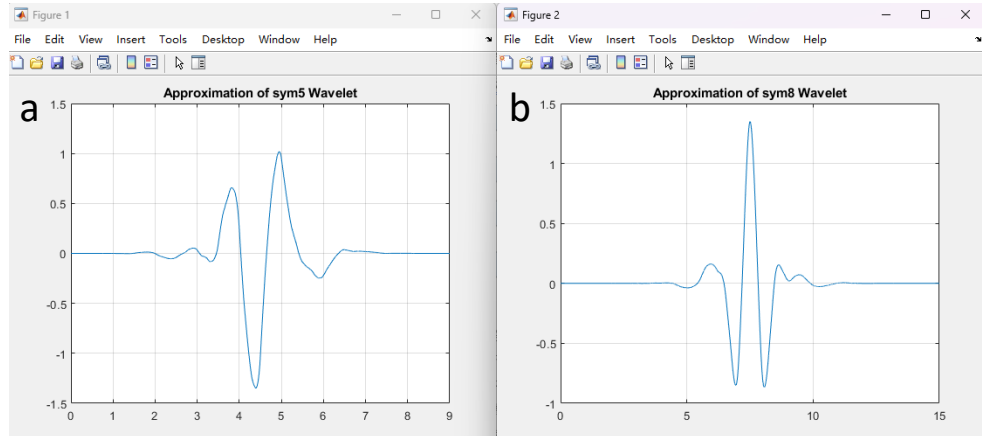 Figure 1
File Edit View Insert Tools Desktop Window Help
a
Approximation of sym5 Wavelet
1.5
1
0.5
0
-0.5
-1
-1.5
0 1 2 3 4 5 6 7 8 9
Figure 2
File Edit View Insert Tools Desktop Window Help
b
Approximation of sym8 Wavelet
1.5
1
0.5
0
-0.5
-1
0 5 10 15